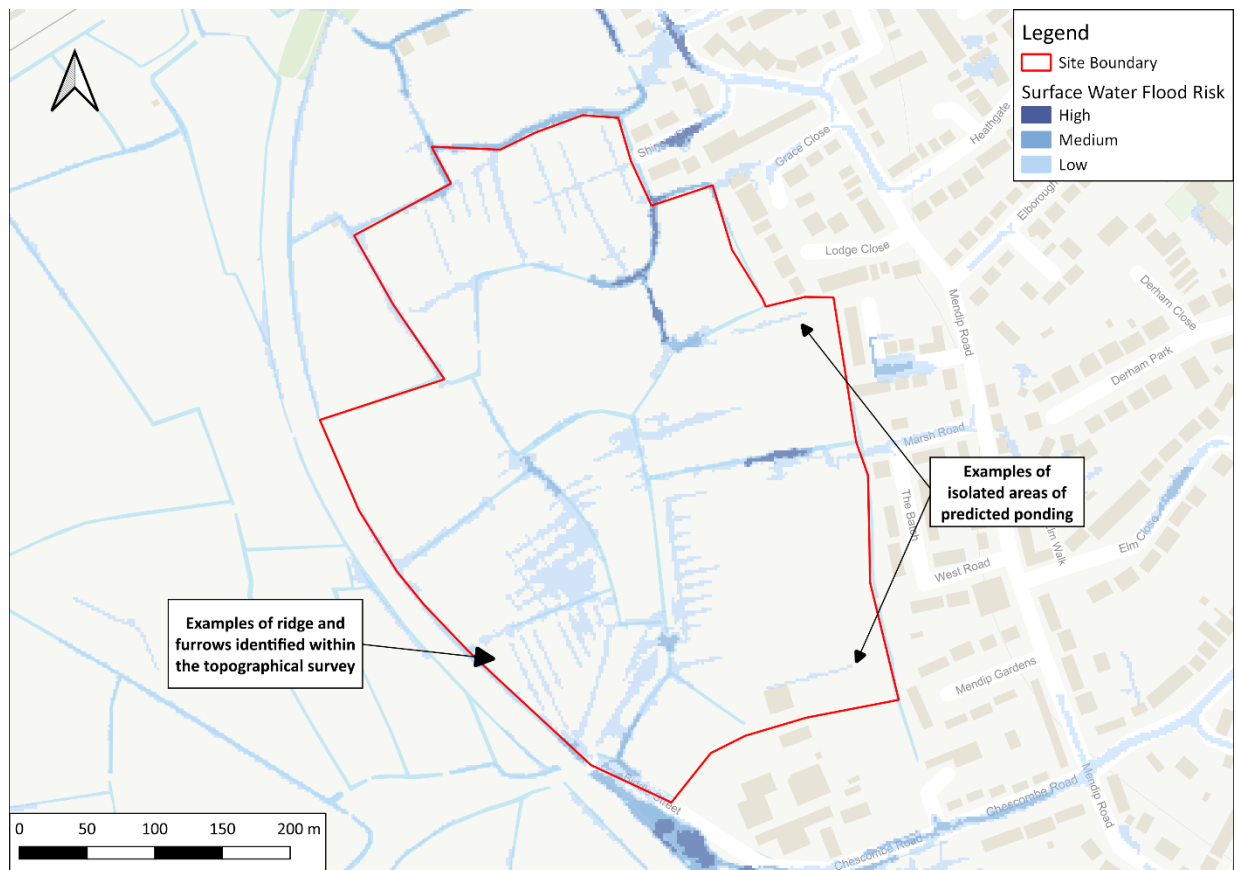 Legend
Site Boundary
Surface Water Flood Risk
High
Medium
Low
Grace Close
Heathgate
Elborough
Lodge Close
Mendip Road
Derham Close
Derham Park
Marsh Road
Examples of
isolated areas of
predicted ponding
The Batch
Elm Close
West Road
Examples of ridge and
furrows identified within
the topographical survey
Mendip Gardens
Street
Chescombe Road
Mendip Road
Chescombe Road
0 50 100 150 200 m